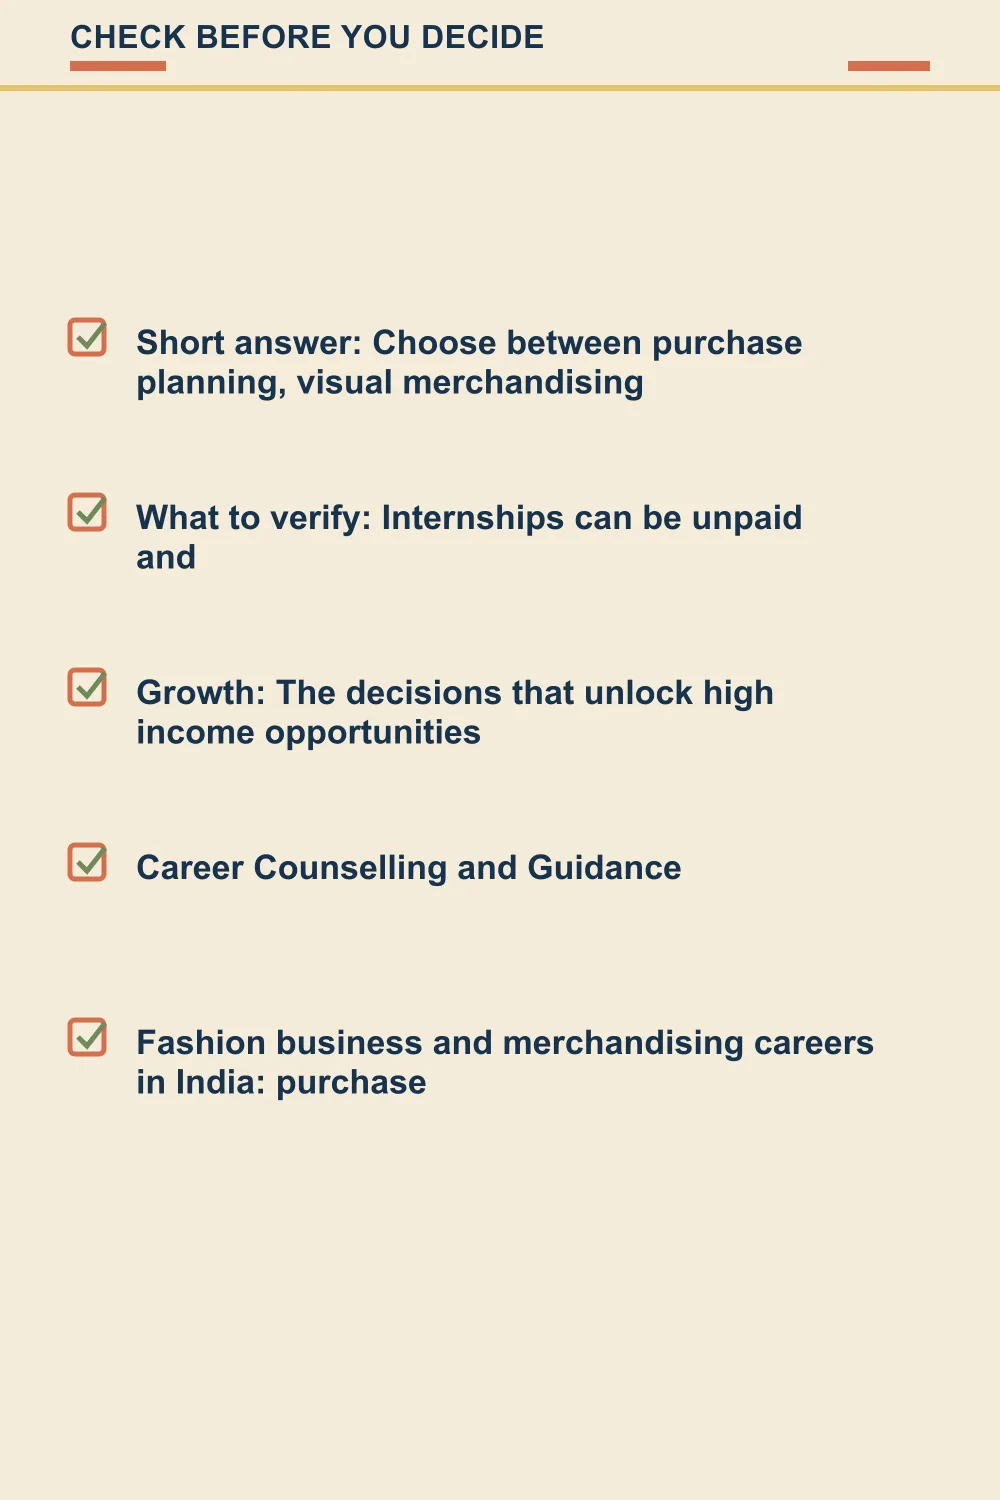 CHECK BEFORE YOU DECIDE
Short answer: Choose between purchase
planning, visual merchandising
What to verify: Internships can be unpaid
and
Growth: The decisions that unlock high
income opportunities
Career Counselling and Guidance
Fashion business and merchandising careers
in India: purchase